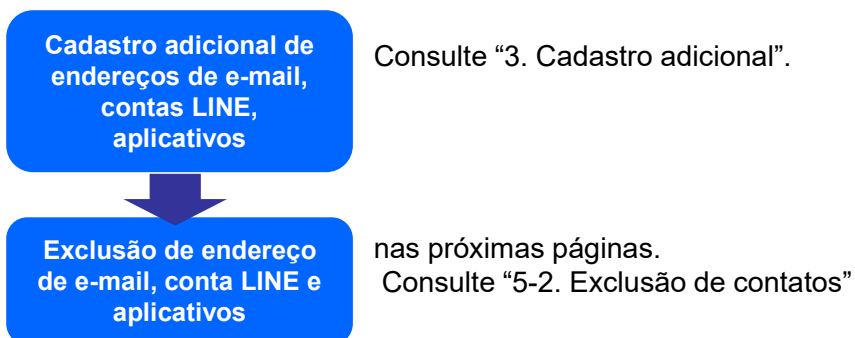 Cadastro adicional de
endereços de e-mail,
contas LINE,
aplicativos
Consulte “3. Cadastro adicional”.
Exclusão de endereço
de e-mail, conta LINE e
aplicativos
nas próximas páginas.
Consulte “5-2. Exclusão de contatos”